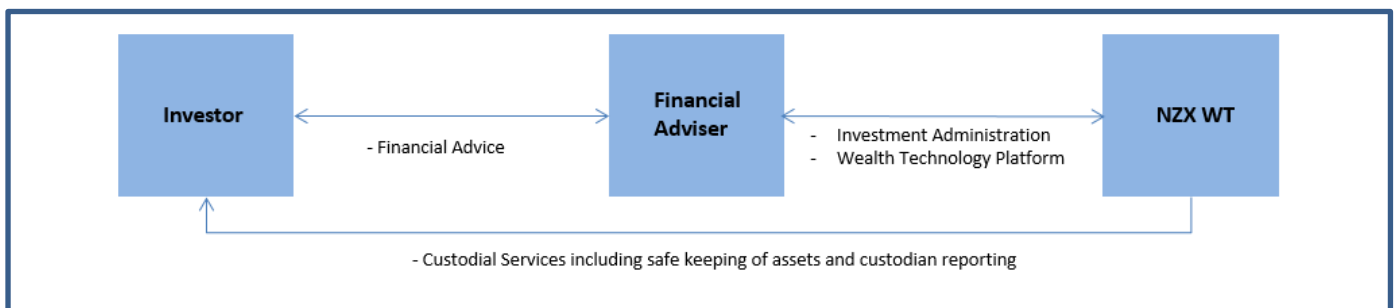 Investor
- Financial Advice
Financial
Adviser
- Investment Administration
- Wealth Technology Platform
NZX WT
- Custodial Services including safe keeping of assets and custodian reporting